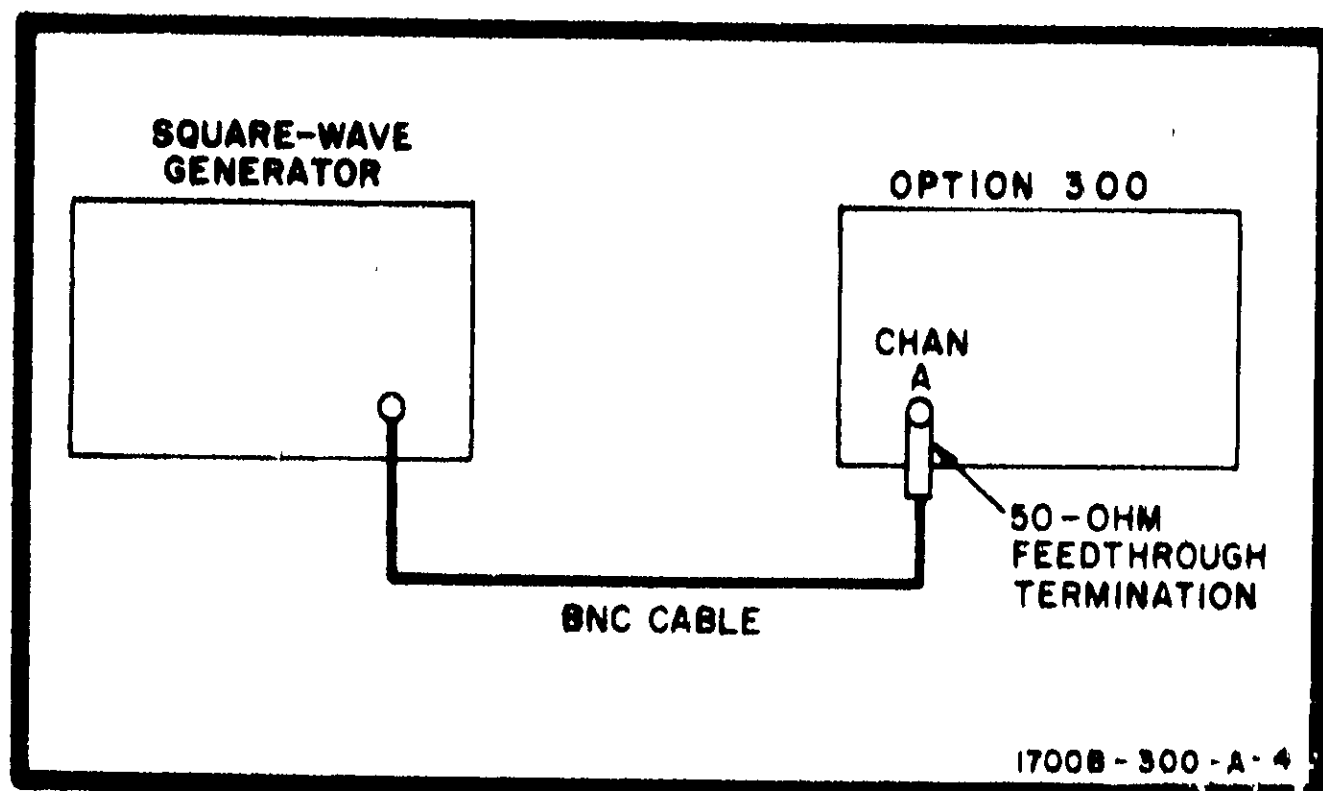 SQUARE-WAVE
GENERATOR
OPTION 300
CHAN
A
50-OHM
FEEDTHROUGH
TERMINATION
BNC CABLE
1700B-300-A-4